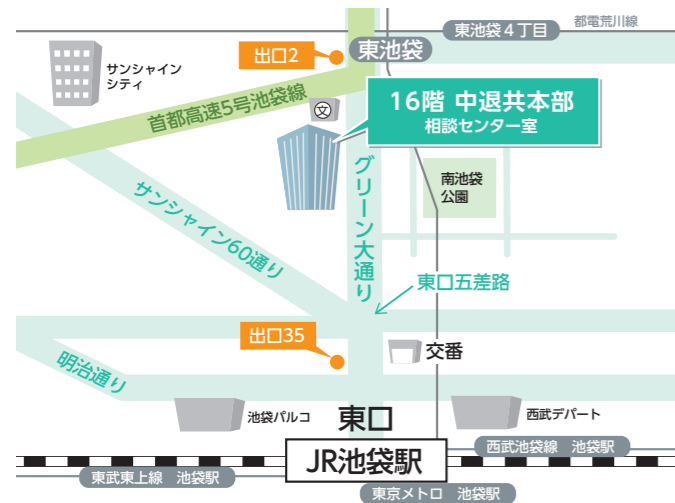 都電荒川線
東池袋４丁目
出口2
東池袋
サンシャイン
シティ
首都高速5号池袋線
文
16階 中退共本部
相談センター室
グリーン大通り
南池袋
公園
サンシャイン60通り
東口五差路
出口35
交番
明治通り
池袋パルコ
東口
西武デパート
JR池袋駅
西武池袋線　池袋駅
東武東上線　池袋駅
東京メトロ　池袋駅